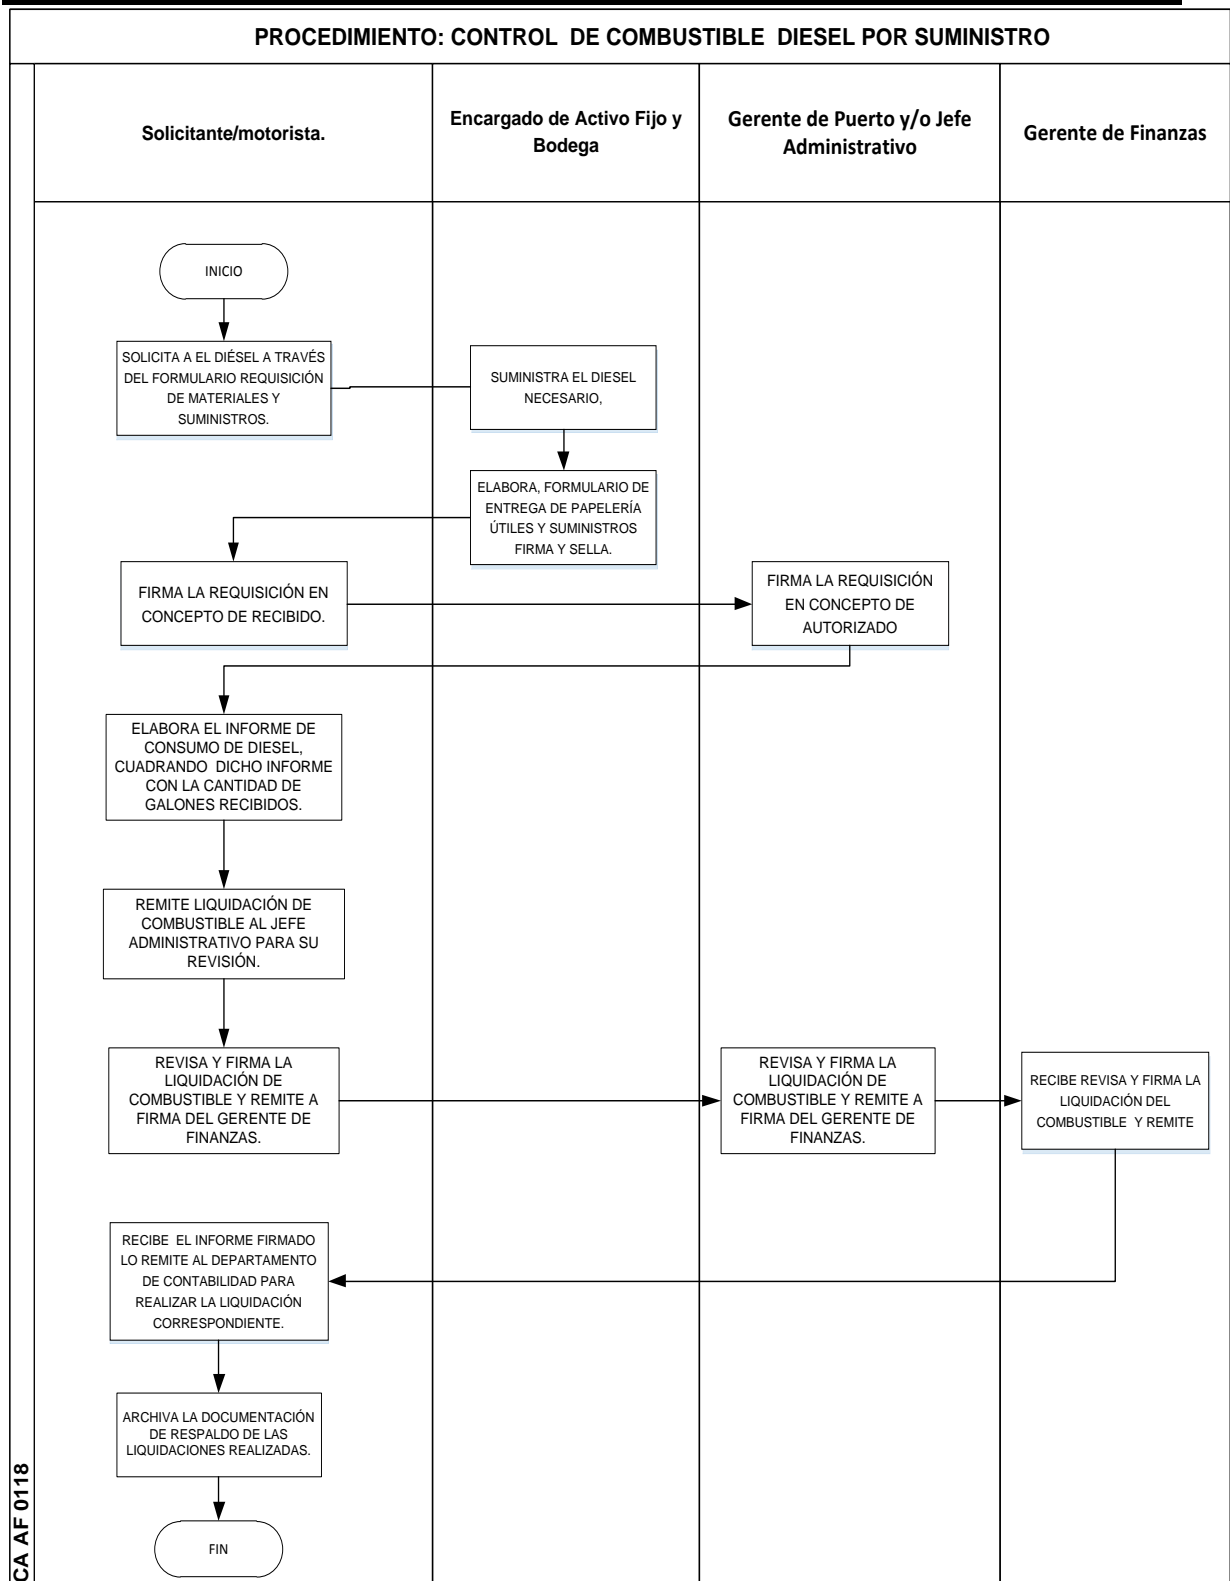 PROCEDIMIENTO: CONTROL DE COMBUSTIBLE DIESEL POR SUMINISTRO
Solicitante/motorista.
Encargado de Activo Fijo y
Bodega
Gerente de Puerto y/o Jefe
Administrativo
Gerente de Finanzas
INICIO
SOLICITA A EL DIÉSEL A TRAVÉS
DEL FORMULARIO REQUISICIÓN
DE MATERIALES Y
SUMINISTROS.
SUMINISTRA EL DIESEL
NECESARIO,
ELABORA, FORMULARIO DE
ENTREGA DE PAPELERÍA
ÚTILES Y SUMINISTROS
FIRMA Y SELLA.
FIRMA LA REQUISICIÓN EN
CONCEPTO DE RECIBIDO.
FIRMA LA REQUISICIÓN
EN CONCEPTO DE
AUTORIZADO
ELABORA EL INFORME DE
CONSUMO DE DIESEL,
CUADRANDO DICHO INFORME
CON LA CANTIDAD DE
GALONES RECIBIDOS.
REMITE LIQUIDACIÓN DE
COMBUSTIBLE AL JEFE
ADMINISTRATIVO PARA SU
REVISIÓN.
REVISA Y FIRMA LA
LIQUIDACIÓN DE
COMBUSTIBLE Y REMITE A
FIRMA DEL GERENTE DE
FINANZAS.
REVISA Y FIRMA LA
LIQUIDACIÓN DE
COMBUSTIBLE Y REMITE A
FIRMA DEL GERENTE DE
FINANZAS.
RECIBE REVISA Y FIRMA LA
LIQUIDACIÓN DEL
COMBUSTIBLE Y REMITE
RECIBE EL INFORME FIRMADO
LO REMITE AL DEPARTAMENTO
DE CONTABILIDAD PARA
REALIZAR LA LIQUIDACIÓN
CORRESPONDIENTE.
ARCHIVA LA DOCUMENTACIÓN
DE RESPALDO DE LAS
LIQUIDACIONES REALIZADAS.
FIN
CA AF 0118